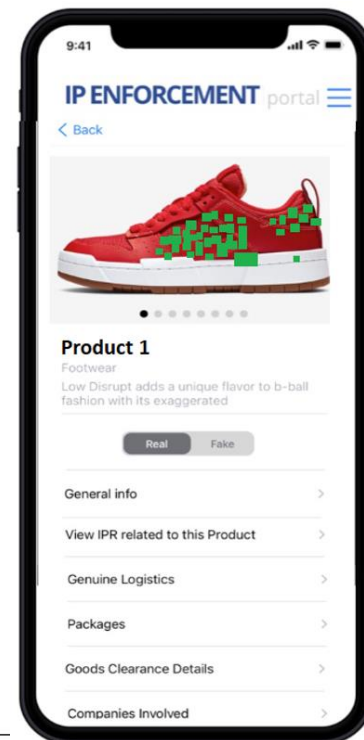 9:41
IP ENFORCEMENT portal
Back
Product 1
Footwear
Low Disrupt adds a unique flavor to b-ball
fashion with its exaggerated
Real Fake
General info
View IPR related to this Product
Genuine Logistics
Packages
Goods Clearance Details
Companies Involved